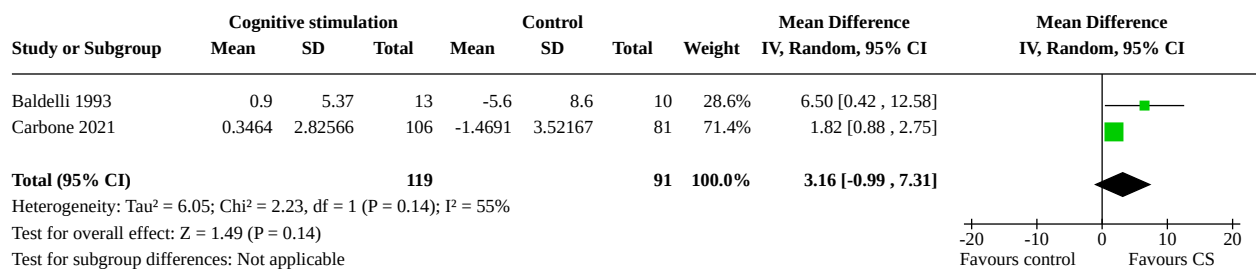 Cognitive stimulation Control Mean Difference Mean Difference
Study or Subgroup Mean SD Total Mean SD Total Weight IV, Random, 95% CI IV, Random, 95% CI
Baldelli 1993 0.9 5.37 13 -5.6 8.6 10 28.6% 6.50 [0.42 , 12.58]
Carbone 2021 0.3464 2.82566 106 -1.4691 3.52167 81 71.4% 1.82 [0.88 , 2.75]
Total (95% CI) 119 91 100.0% 3.16 [-0.99 , 7.31]
Heterogeneity: Tau² = 6.05; Chi² = 2.23, df = 1 (P = 0.14); I² = 55%
Test for overall effect: Z = 1.49 (P = 0.14)
Test for subgroup differences: Not applicable
-20 -10 0 10 20
Favours control Favours CS